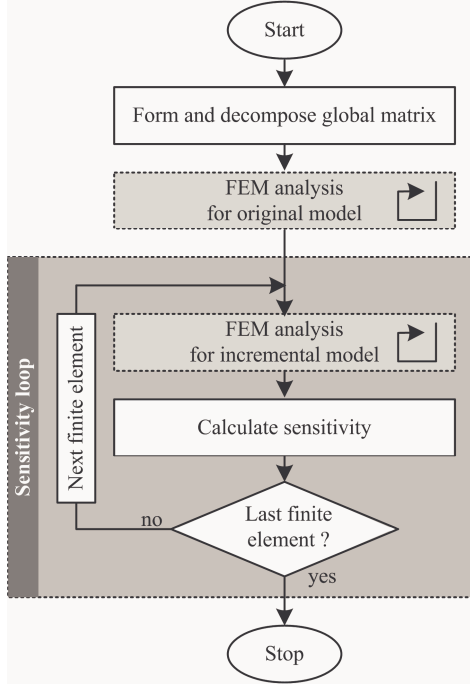 Start
Form and decompose global matrix
FEM analysis
for original model
Sensitivity loop
Next finite element
FEM analysis
for incremental model
Calculate sensitivity
Last finite
element ?
no
yes
Stop